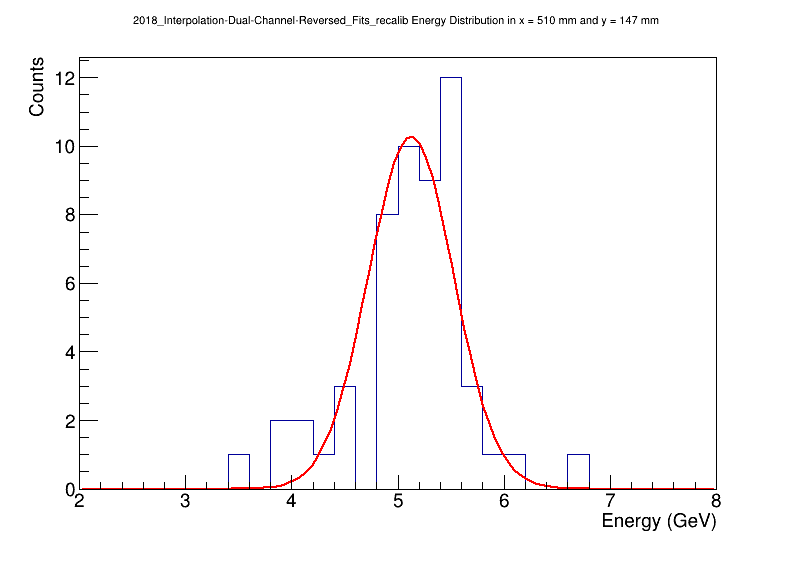 2018_Interpolation-Dual-Channel-Reversed_Fits_recalib Energy Distribution in x = 510 mm and y = 147 mm
Counts
12
10
8
6
4
2
0
2 3 4 5 6 7 8
Energy (GeV)